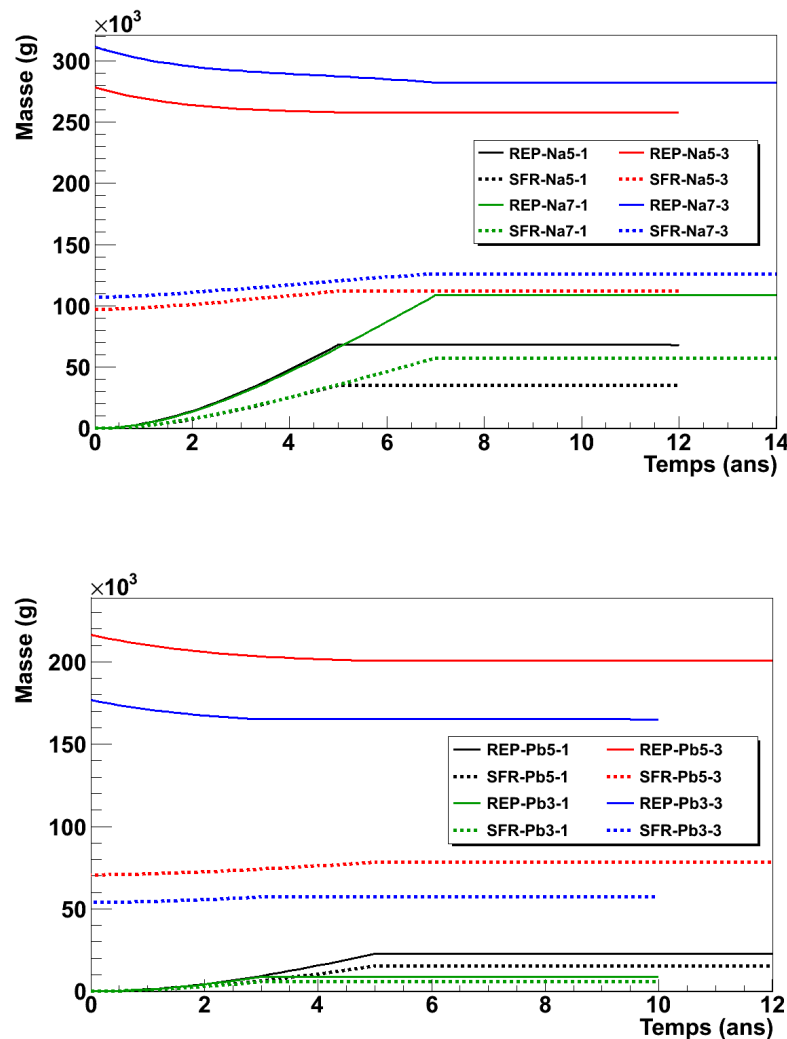 ×10³
Masse (g)
300
250
200
150
100
50
0
REP-Na5-1 REP-Na5-3
SFR-Na5-1 SFR-Na5-3
REP-Na7-1 REP-Na7-3
SFR-Na7-1 SFR-Na7-3
0 2 4 6 8 10 12 14
Temps (ans)
×10³
Masse (g)
200
150
100
50
0
REP-Pb5-1 REP-Pb5-3
SFR-Pb5-1 SFR-Pb5-3
REP-Pb3-1 REP-Pb3-3
SFR-Pb3-1 SFR-Pb3-3
0 2 4 6 8 10 12
Temps (ans)